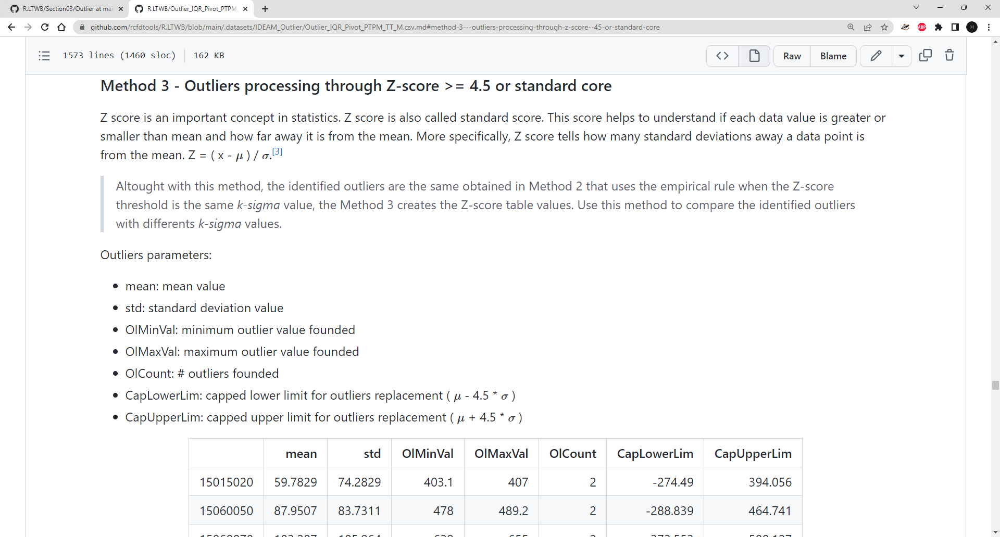 R.LTWB/Section03/Outlier at mai
R.LTWB/Outlier_IQR_Pivot_PTPM_
github.com/rcfdtools/R.LTWB/blob/main/.datasets/IDEAM_Outlier/Outlier_IQR_Pivot_PTPM_TT_M.csv.md#method-3---outliers-processing-through-z-score--45-or-standard-core
ABP
1573 lines (1460 sloc) 162 KB
Raw Blame
Method 3 - Outliers processing through Z-score >= 4.5 or standard core
Z score is an important concept in statistics. Z score is also called standard score. This score helps to understand if each data value is greater or
smaller than mean and how far away it is from the mean. More specifically, Z score tells how many standard deviations away a data point is
from the mean. Z = ( x - μ ) / σ.[3]
Altought with this method, the identified outliers are the same obtained in Method 2 that uses the empirical rule when the Z-score
threshold is the same k-sigma value, the Method 3 creates the Z-score table values. Use this method to compare the identified outliers
with differents k-sigma values.
Outliers parameters:
• mean: mean value
• std: standard deviation value
• OlMinVal: minimum outlier value founded
• OlMaxVal: maximum outlier value founded
• OlCount: # outliers founded
• CapLowerLim: capped lower limit for outliers replacement ( μ - 4.5 * σ )
• CapUpperLim: capped upper limit for outliers replacement ( μ + 4.5 * σ )
mean std OlMinVal OlMaxVal OlCount CapLowerLim CapUpperLim
15015020 59.7829 74.2829 403.1 407 2 -274.49 394.056
15060050 87.9507 83.7311 478 489.2 2 -288.839 464.741